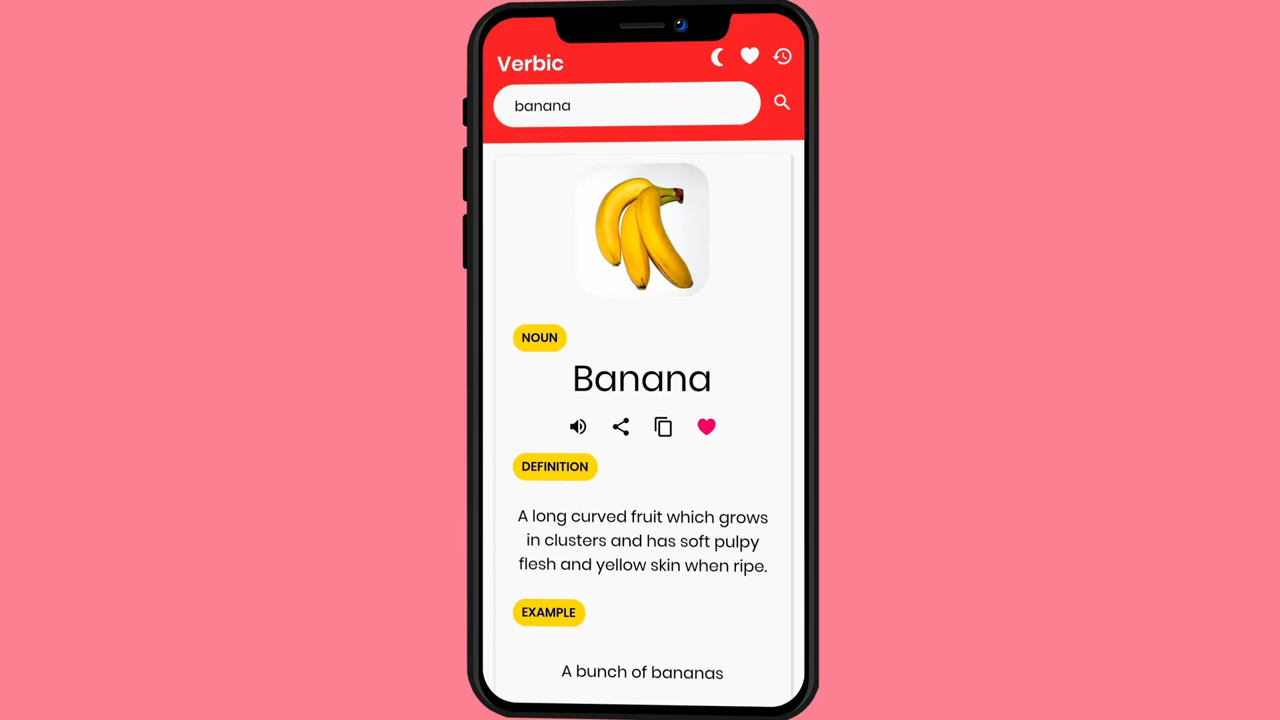 Verbic
banana
NOUN
Banana
DEFINITION
A long curved fruit which grows
in clusters and has soft pulpy
flesh and yellow skin when ripe.
EXAMPLE
A bunch of bananas